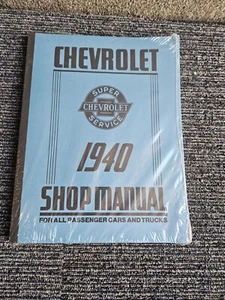 CHEVROLET
SUPER
CHEVROLET
SERVICE
1940
SHOP MANUAL
FOR ALL PASSENGER CARS AND TRUCKS